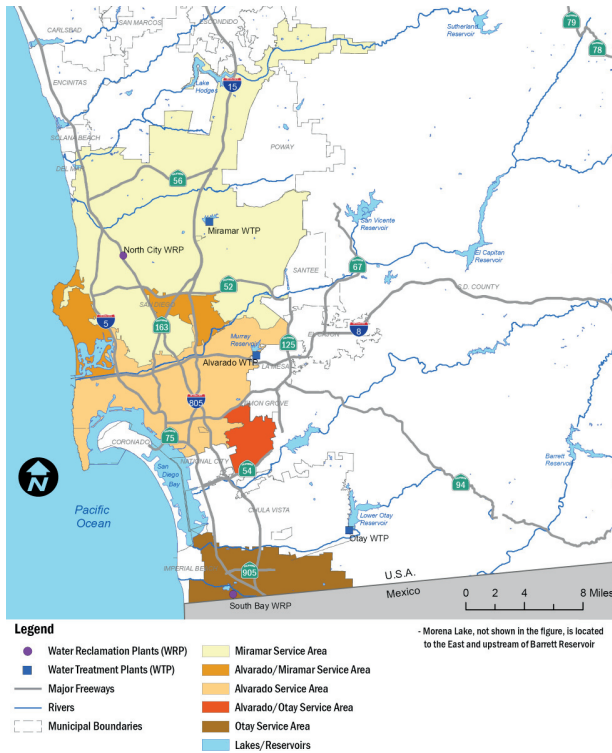 CARLSBAD
SAN MARCOS
ESCONDIDO
Sutherland
Reservoir
79
78
ENCINITAS
Lake
Hodges
15
SOLANA BEACH
POWAY
DEL MAR
56
Miramar WTP
San Vicente
Reservoir
North City WRP
El Capitan
Reservoir
SANTEE
67
52
S.D. COUNTY
SAN DIEGO
5
163
Murray
Reservoir
EL CAJON
8
125
Alvarado WTP
LA MESA
805
LEMON GROVE
CORONADO
75
NATIONAL CITY
San
Diego
Bay
54
Barrett
Reservoir
94
N
Pacific
Ocean
CHULA VISTA
Lower Otay
Reservoir
Otay WTP
IMPERIAL BEACH
905
U.S.A.
Mexico
South Bay WRP
0 2 4 8 Miles
Legend
Water Reclamation Plants (WRP)
Water Treatment Plants (WTP)
Major Freeways
Rivers
Municipal Boundaries
Miramar Service Area
Alvarado/Miramar Service Area
Alvarado Service Area
Alvarado/Otay Service Area
Otay Service Area
Lakes/Reservoirs
- Morena Lake, not shown in the figure, is located
to the East and upstream of Barrett Reservoir